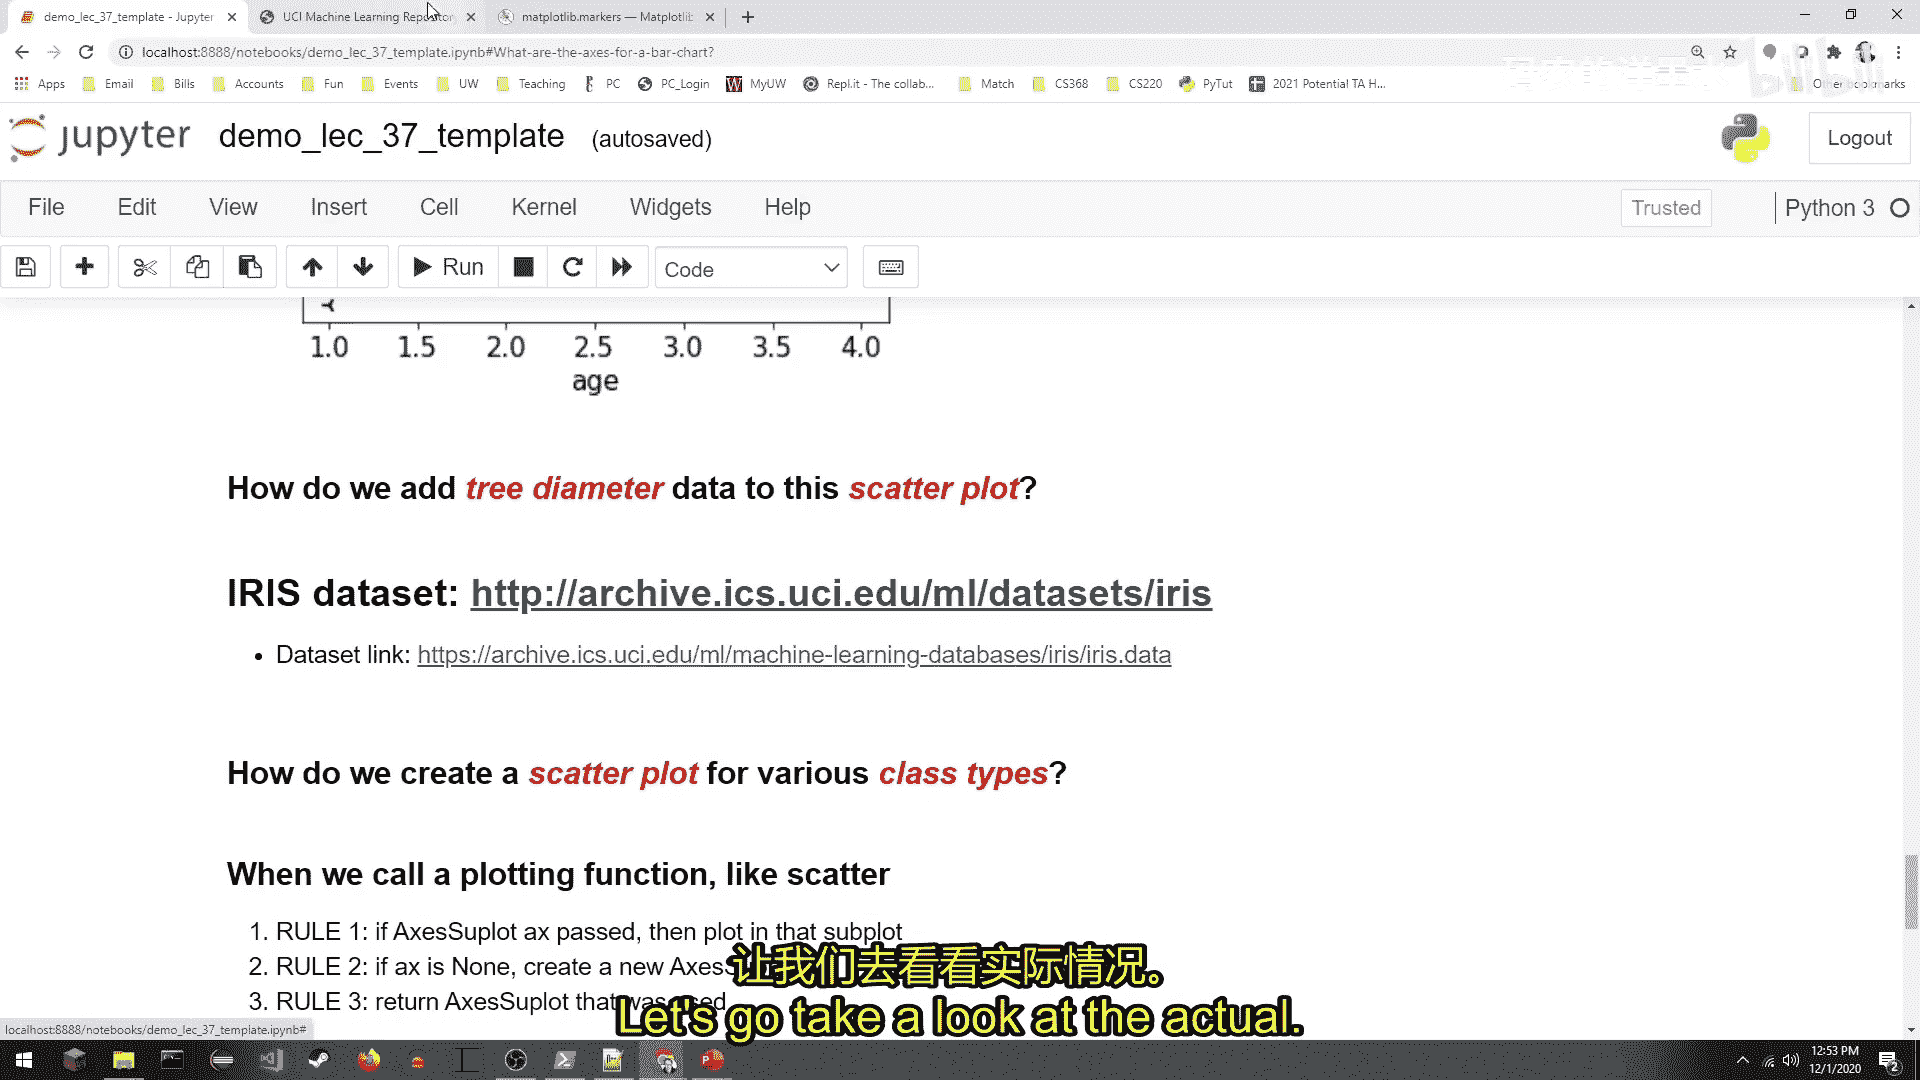 demo_lec_37_template - Jupyter
UCI Machine Learning Repository
matplotlib.markers — Matplotlib
localhost:8888/notebooks/demo_lec_37_template.ipynb#What-are-the-axes-for-a-bar-chart?
Apps Email Bills Accounts Fun Events UW Teaching PC PC_Login MyUW Repl.it - The collab... Match CS368 CS220 PyTut 2021 Potential TA H... Other bookmarks
jupyter demo_lec_37_template (autosaved) Logout
File Edit View Insert Cell Kernel Widgets Help Trusted Python 3
Run Code
1.0 1.5 2.0 2.5 3.0 3.5 4.0
age
How do we add tree diameter data to this scatter plot?
IRIS dataset: http://archive.ics.uci.edu/ml/datasets/iris
• Dataset link: https://archive.ics.uci.edu/ml/machine-learning-databases/iris/iris.data
How do we create a scatter plot for various class types?
When we call a plotting function, like scatter
1. RULE 1: if AxesSuplot ax passed, then plot in that subplot
2. RULE 2: if ax is None, create a new
3. RULE 3: return AxesSuplot that was used
让我们去看看实际情况。
Let's go take a look at the actual.
localhost:8888/notebooks/demo_lec_37_template.ipynb#
12:53 PM
12/1/2020
2